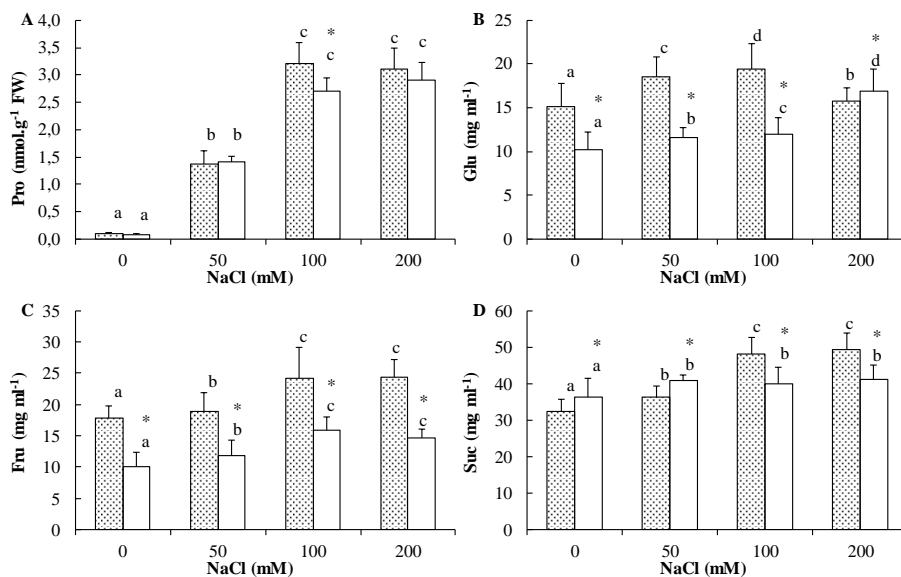 A
Pro (nmol.g-1 FW)
4,0
3,5
3,0
2,5
2,0
1,5
1,0
0,5
0,0
a a b b c * c c c
0 50 100 200
NaCl (mM)
B
Glu (mg ml-1)
25
20
15
10
5
0
a * a c * b d * c b * d
0 50 100 200
NaCl (mM)
C
Fru (mg ml-1)
35
30
25
20
15
10
5
0
a * a b * b c * c c * c
0 50 100 200
NaCl (mM)
D
Suc (mg ml-1)
60
50
40
30
20
10
0
a * a b * b c * b c * b
0 50 100 200
NaCl (mM)